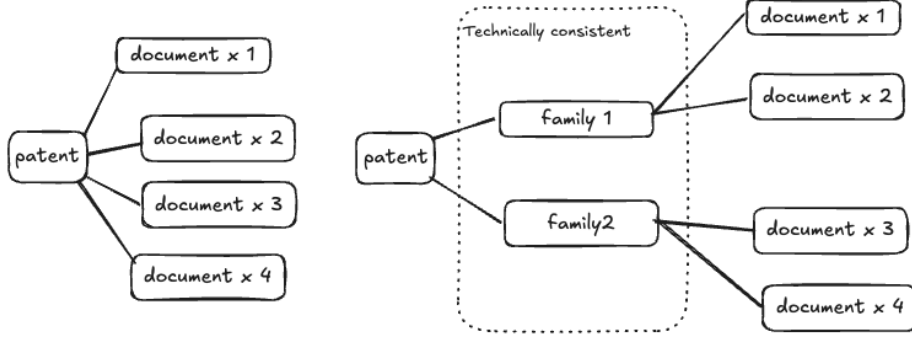 document x 1
document x 2
patent
document x 3
document x 4
Technically consistent
document x 1
family 1
document x 2
patent
family2
document x 3
document x 4